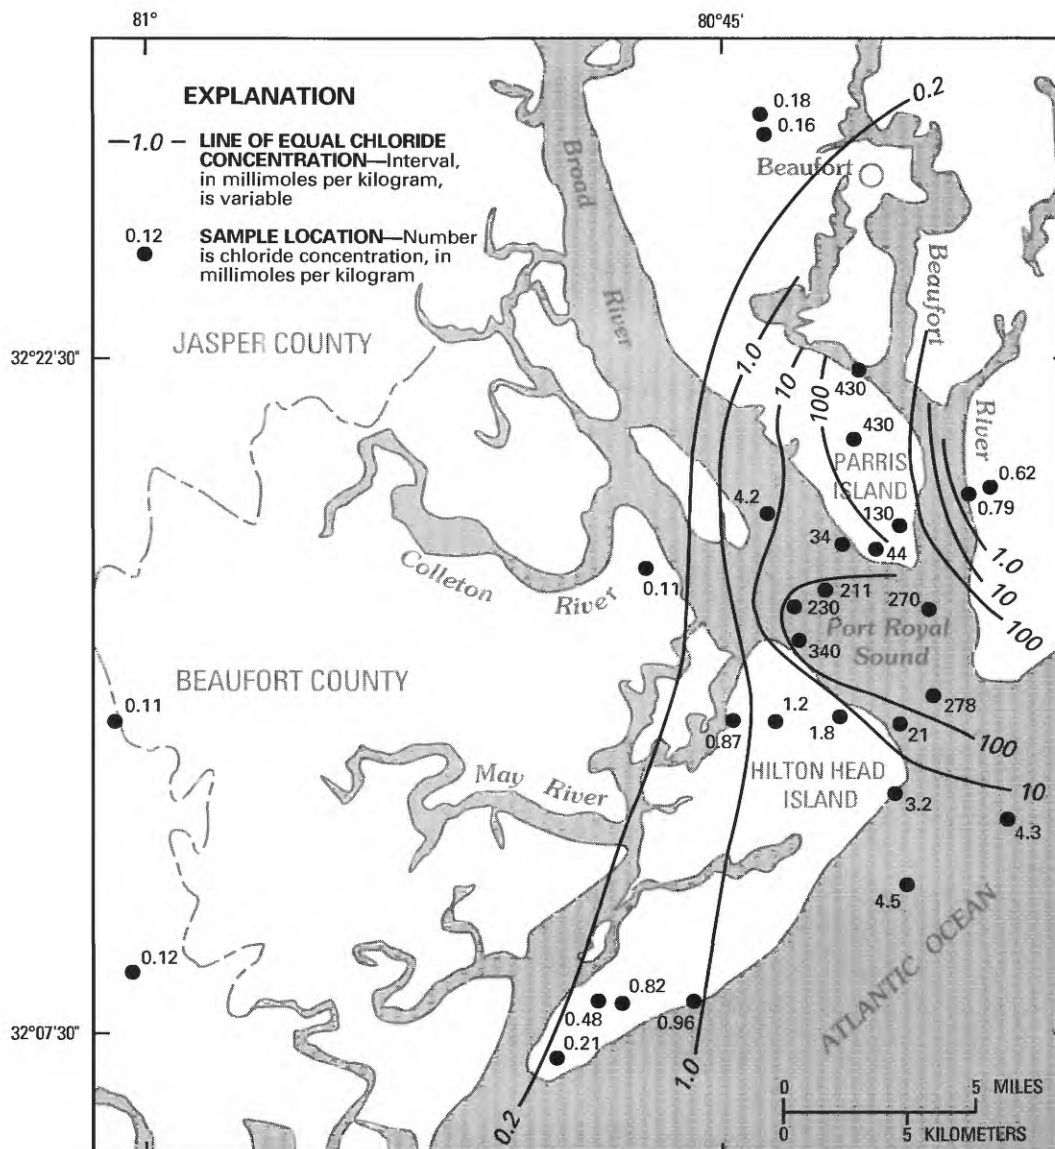 81°
80°45'
EXPLANATION
—1.0— LINE OF EQUAL CHLORIDE
CONCENTRATION—Interval,
in millimoles per kilogram,
is variable
0.12
SAMPLE LOCATION—Number
is chloride concentration, in
millimoles per kilogram
0.18
0.16
0.2
Beaufort
Broad
River
Beaufort
River
JASPER COUNTY
32°22'30"
1.0
10
100
430
430
PARRIS
ISLAND
0.62
0.79
4.2
130
34
44
1.0
10
100
Colleton
River
0.11
211
230
270
Port Royal
Sound
340
BEAUFORT COUNTY
0.11
278
0.87
1.2
1.8
21
100
HILTON HEAD
ISLAND
May River
3.2
10
4.3
4.5
ATLANTIC OCEAN
0.12
0.82
0.48
0.96
0.21
32°07'30"
0.2
1.0
0 5 MILES
0 5 KILOMETERS